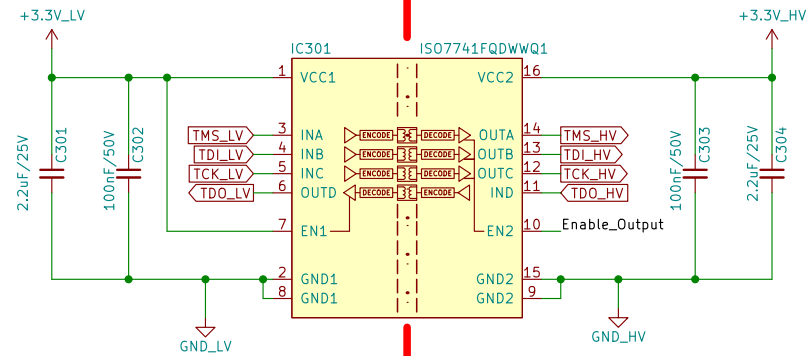 +3.3V_LV
+3.3V_HV
IC301
ISO7741FQDWWQ1
1 VCC1
VCC2 16
C301
2.2uF/25V
C302
100nF/50V
C303
100nF/50V
C304
2.2uF/25V
TMS_LV 3 INA ENCODE DECODE OUTA 14 TMS_HV
TDI_LV 4 INB ENCODE DECODE OUTB 13 TDI_HV
TCK_LV 5 INC ENCODE DECODE OUTC 12 TCK_HV
TDO_LV 6 OUTD DECODE ENCODE IND 11 TDO_HV
7 EN1 EN2 10 Enable_Output
2 GND1 GND2 15
8 GND1 GND2 9
GND_LV
GND_HV